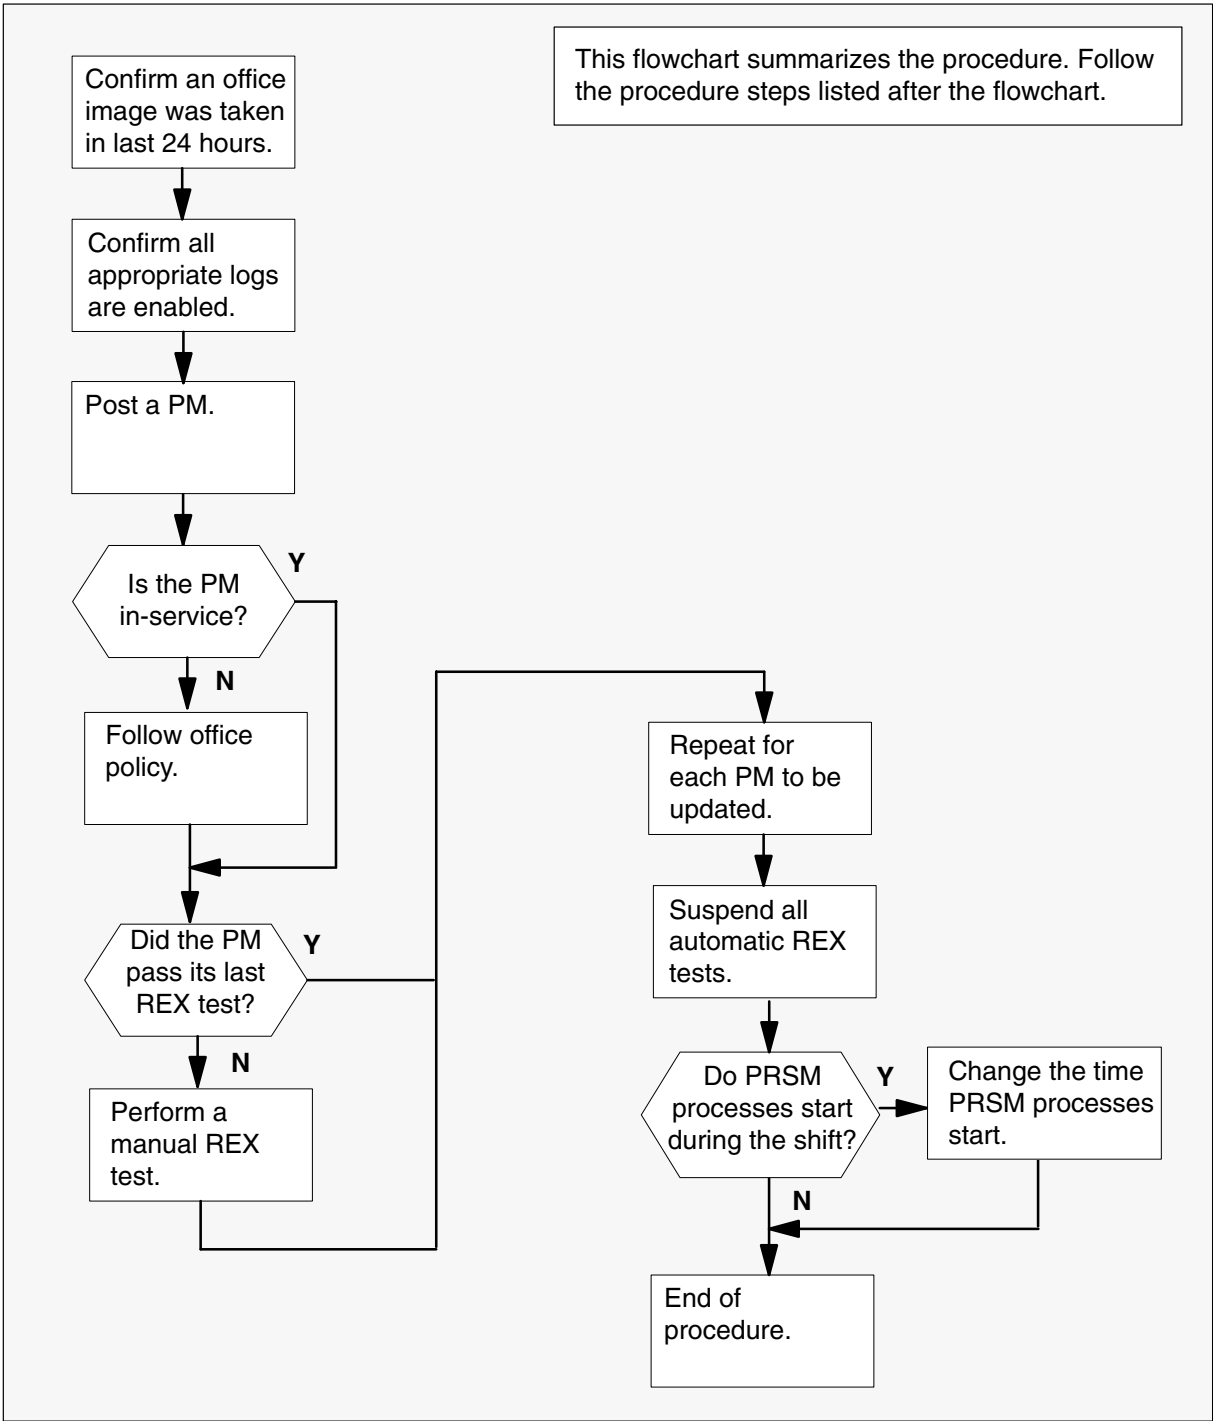 This flowchart summarizes the procedure. Follow
the procedure steps listed after the flowchart.
Confirm an office
image was taken
in last 24 hours.
Confirm all
appropriate logs
are enabled.
Post a PM.
Is the PM
in-service?
Y
N
Follow office
policy.
Did the PM
pass its last
REX test?
Y
N
Perform a
manual REX
test.
Repeat for
each PM to be
updated.
Suspend all
automatic REX
tests.
Do PRSM
processes start
during the shift?
Y
Change the time
PRSM processes
start.
N
End of
procedure.